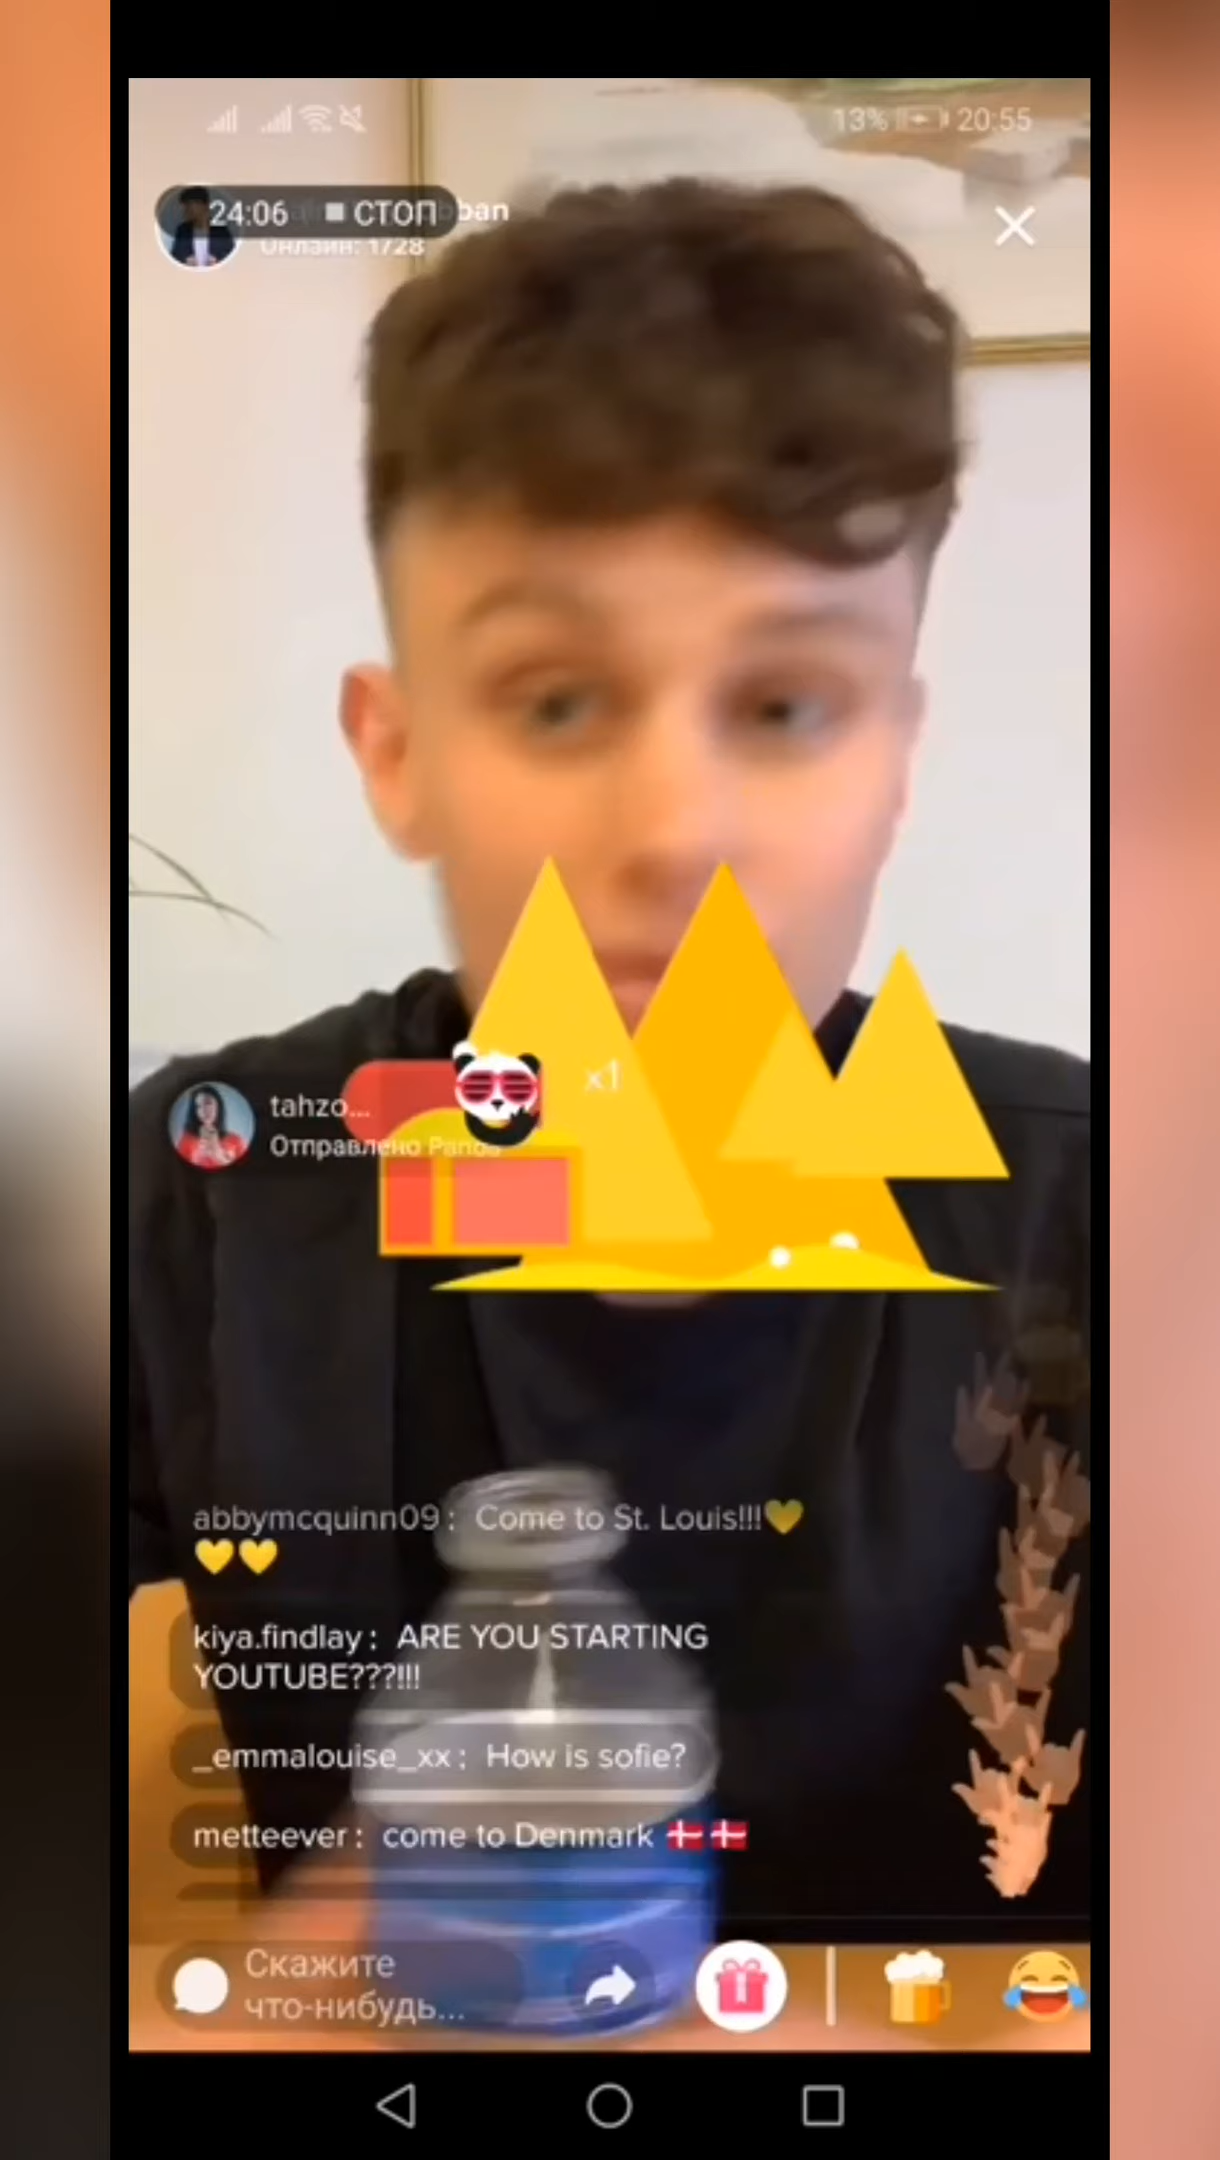 13% 20:55
24:06 СТОП
Онлайн: 1728
tahzo... x1
Отправлено Panda
abbymcquinn09: Come to St. Louis!!!💛
💛💛
kiya.findlay: ARE YOU STARTING
YOUTUBE???!!!
_emmalouise_xx: How is sofie?
metteever: come to Denmark 🇩🇰🇩🇰
Скажите
что-нибудь...